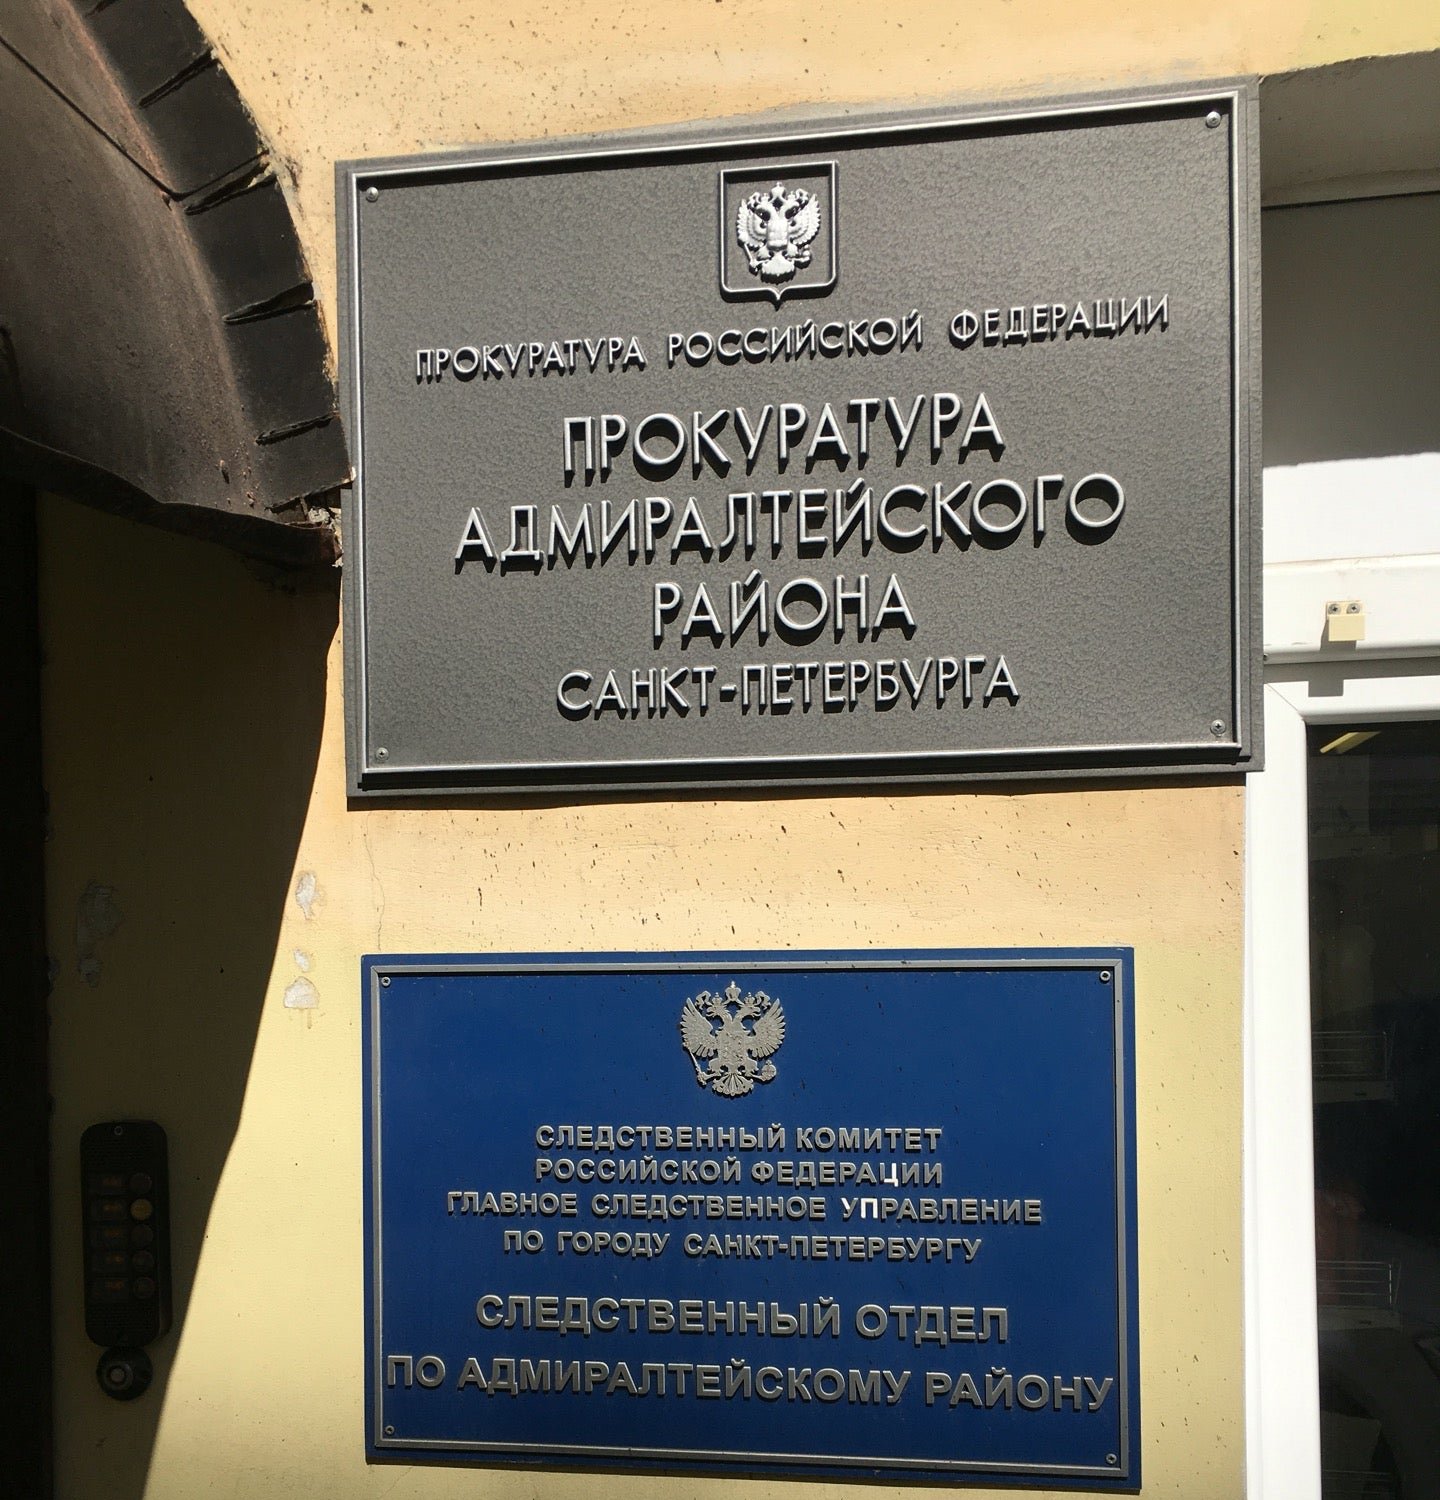 ПРОКУРАТУРА РОССИЙСКОЙ ФЕДЕРАЦИИ
ПРОКУРАТУРА
АДМИРАЛТЕЙСКОГО
РАЙОНА
САНКТ-ПЕТЕРБУРГА
СЛЕДСТВЕННЫЙ КОМИТЕТ
РОССИЙСКОЙ ФЕДЕРАЦИИ
ГЛАВНОЕ СЛЕДСТВЕННОЕ УПРАВЛЕНИЕ
ПО ГОРОДУ САНКТ-ПЕТЕРБУРГУ
СЛЕДСТВЕННЫЙ ОТДЕЛ
ПО АДМИРАЛТЕЙСКОМУ РАЙОНУ